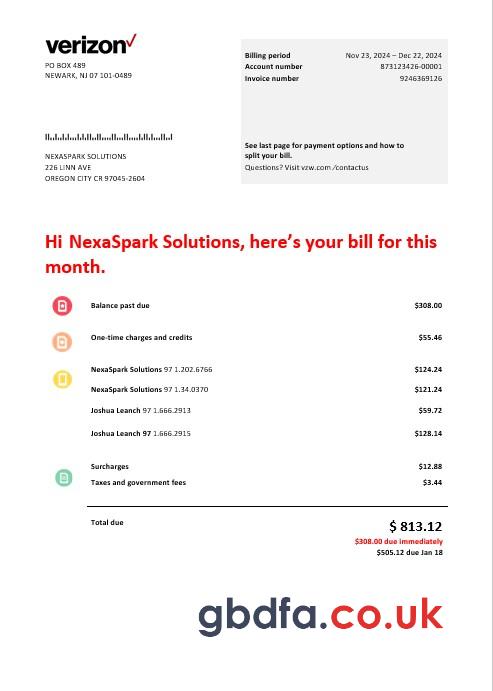 verizon
PO BOX 489
NEWARK, NJ 07 101-0489
Billing period Nov 23, 2024 – Dec 22, 2024
Account number 873123426-00001
Invoice number 9246369126
See last page for payment options and how to
split your bill.
Questions? Visit vzw.com/contactus
NEXASPARK SOLUTIONS
226 LINN AVE
OREGON CITY CR 97045-2604
Hi NexaSpark Solutions, here's your bill for this
month.
Balance past due $308.00
One-time charges and credits $55.46
NexaSpark Solutions 97 1.202.6766 $124.24
NexaSpark Solutions 97 1.34.0370 $121.24
Joshua Leanch 97 1.666.2913 $59.72
Joshua Leanch 97 1.666.2915 $128.14
Surcharges $12.88
Taxes and government fees $3.44
Total due $ 813.12
$308.00 due immediately
$505.12 due Jan 18
gbdfa.co.uk